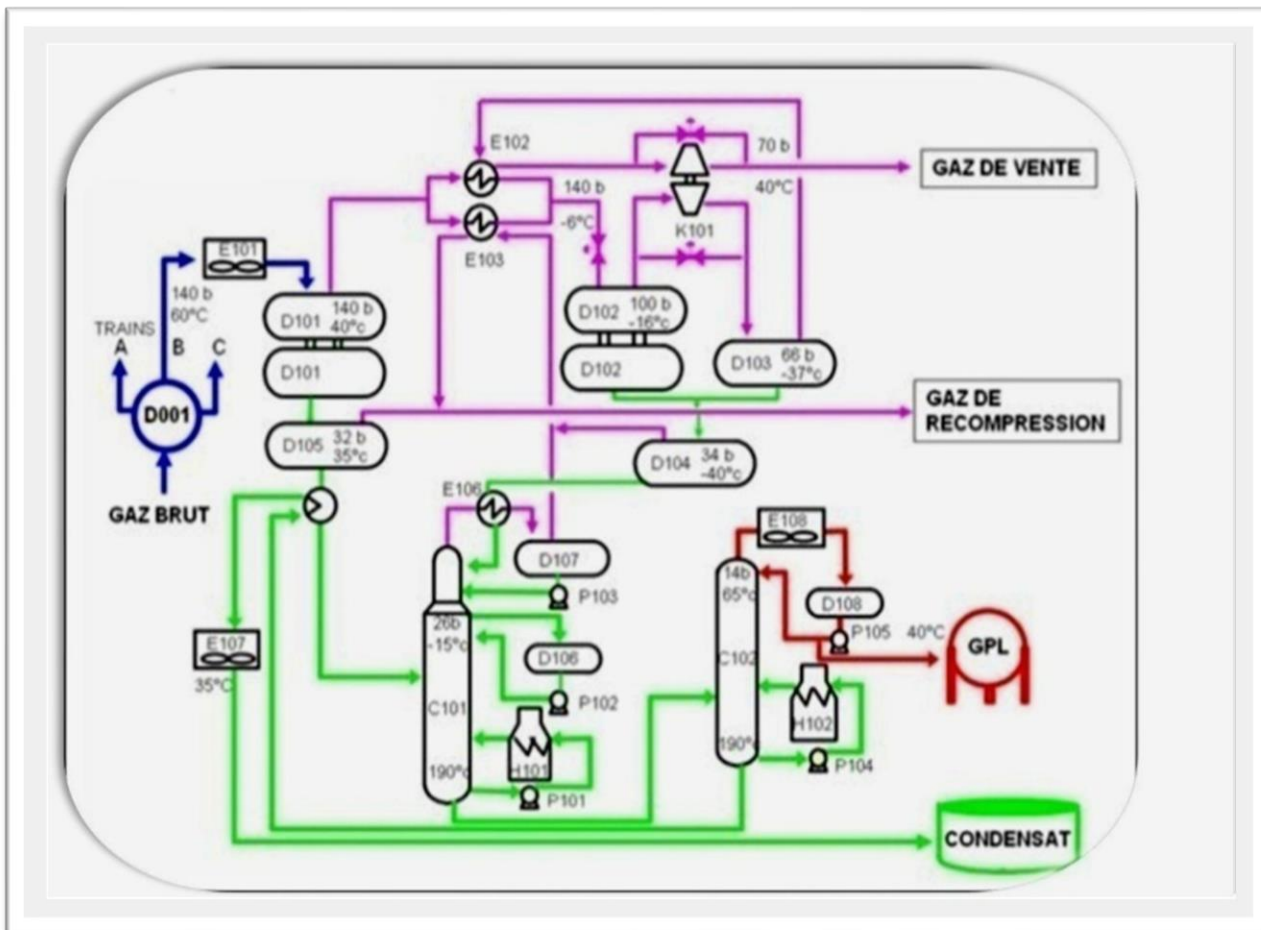 E102
70 b
GAZ DE VENTE
140 b
40°C
-6°C
K101
E103
E101
140 b
60°C
D101 140 b
40°c
D102 100 b
-16°c
TRAINS
A B C
D101
D102
D103 66 b
-37°c
D001
GAZ DE
RECOMPRESSION
D105 32 b
35°c
D104 34 b
-40°c
GAZ BRUT
E106
E108
D107
14b
65°c
P103
D108
26b
-15°c
P105 40°C
E107
D106
GPL
C102
35°C
C101
P102
H102
190°c
190°c
H101
P104
P101
CONDENSAT